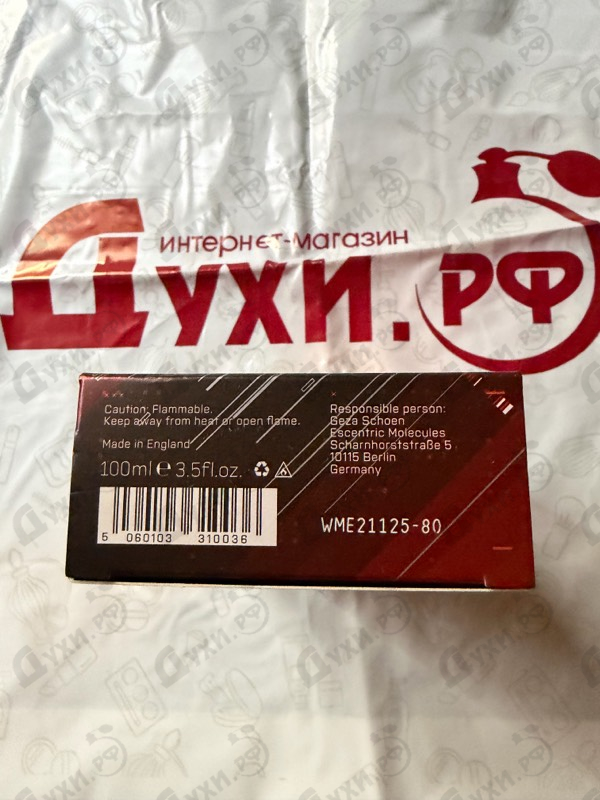 интернет-магазин
Духи.РФ
Caution: Flammable.
Keep away from heat or open flame.
Made in England
100ml ℮ 3.5fl.oz.
5 060103 310036
Responsible person:
Geza Schoen
Escentric Molecules
Scharnhorststraße 5
10115 Berlin
Germany
WME21125-80